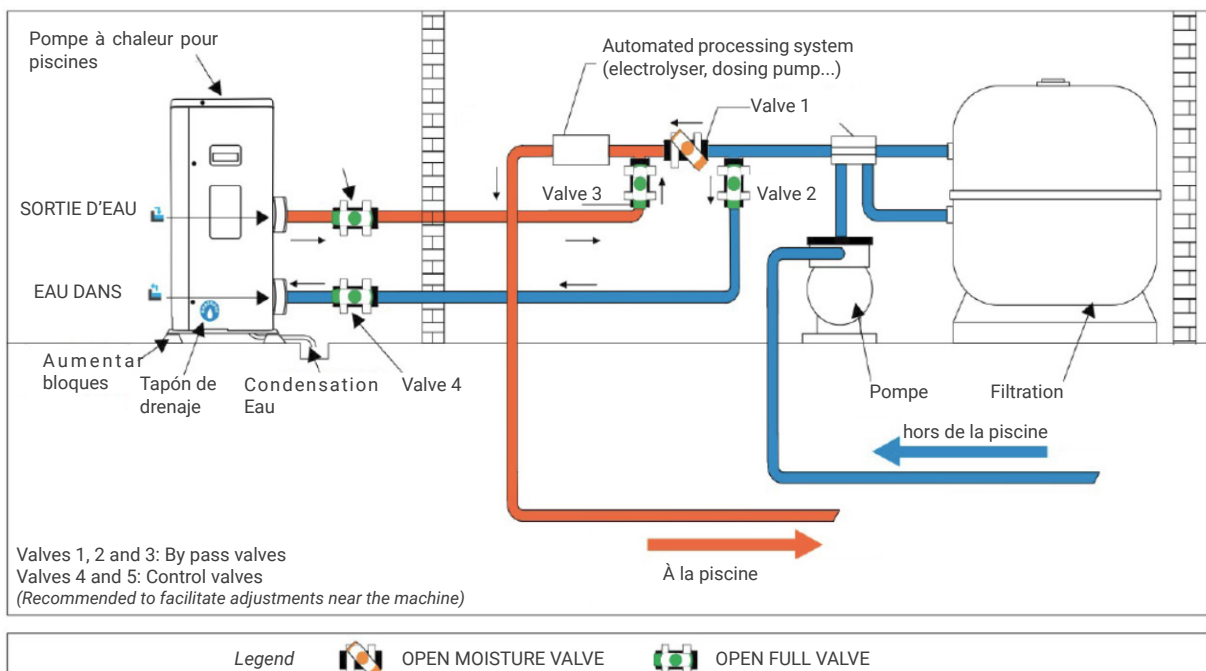 Pompe à chaleur pour
piscines
Automated processing system
(electrolyser, dosing pump...)
Valve 1
Valve 3
Valve 2
SORTIE D'EAU
EAU DANS
Aumentar
bloques
Tapón de
drenaje
Condensation
Eau
Valve 4
Pompe
Filtration
hors de la piscine
À la piscine
Valves 1, 2 and 3: By pass valves
Valves 4 and 5: Control valves
(Recommended to facilitate adjustments near the machine)
Legend
OPEN MOISTURE VALVE
OPEN FULL VALVE